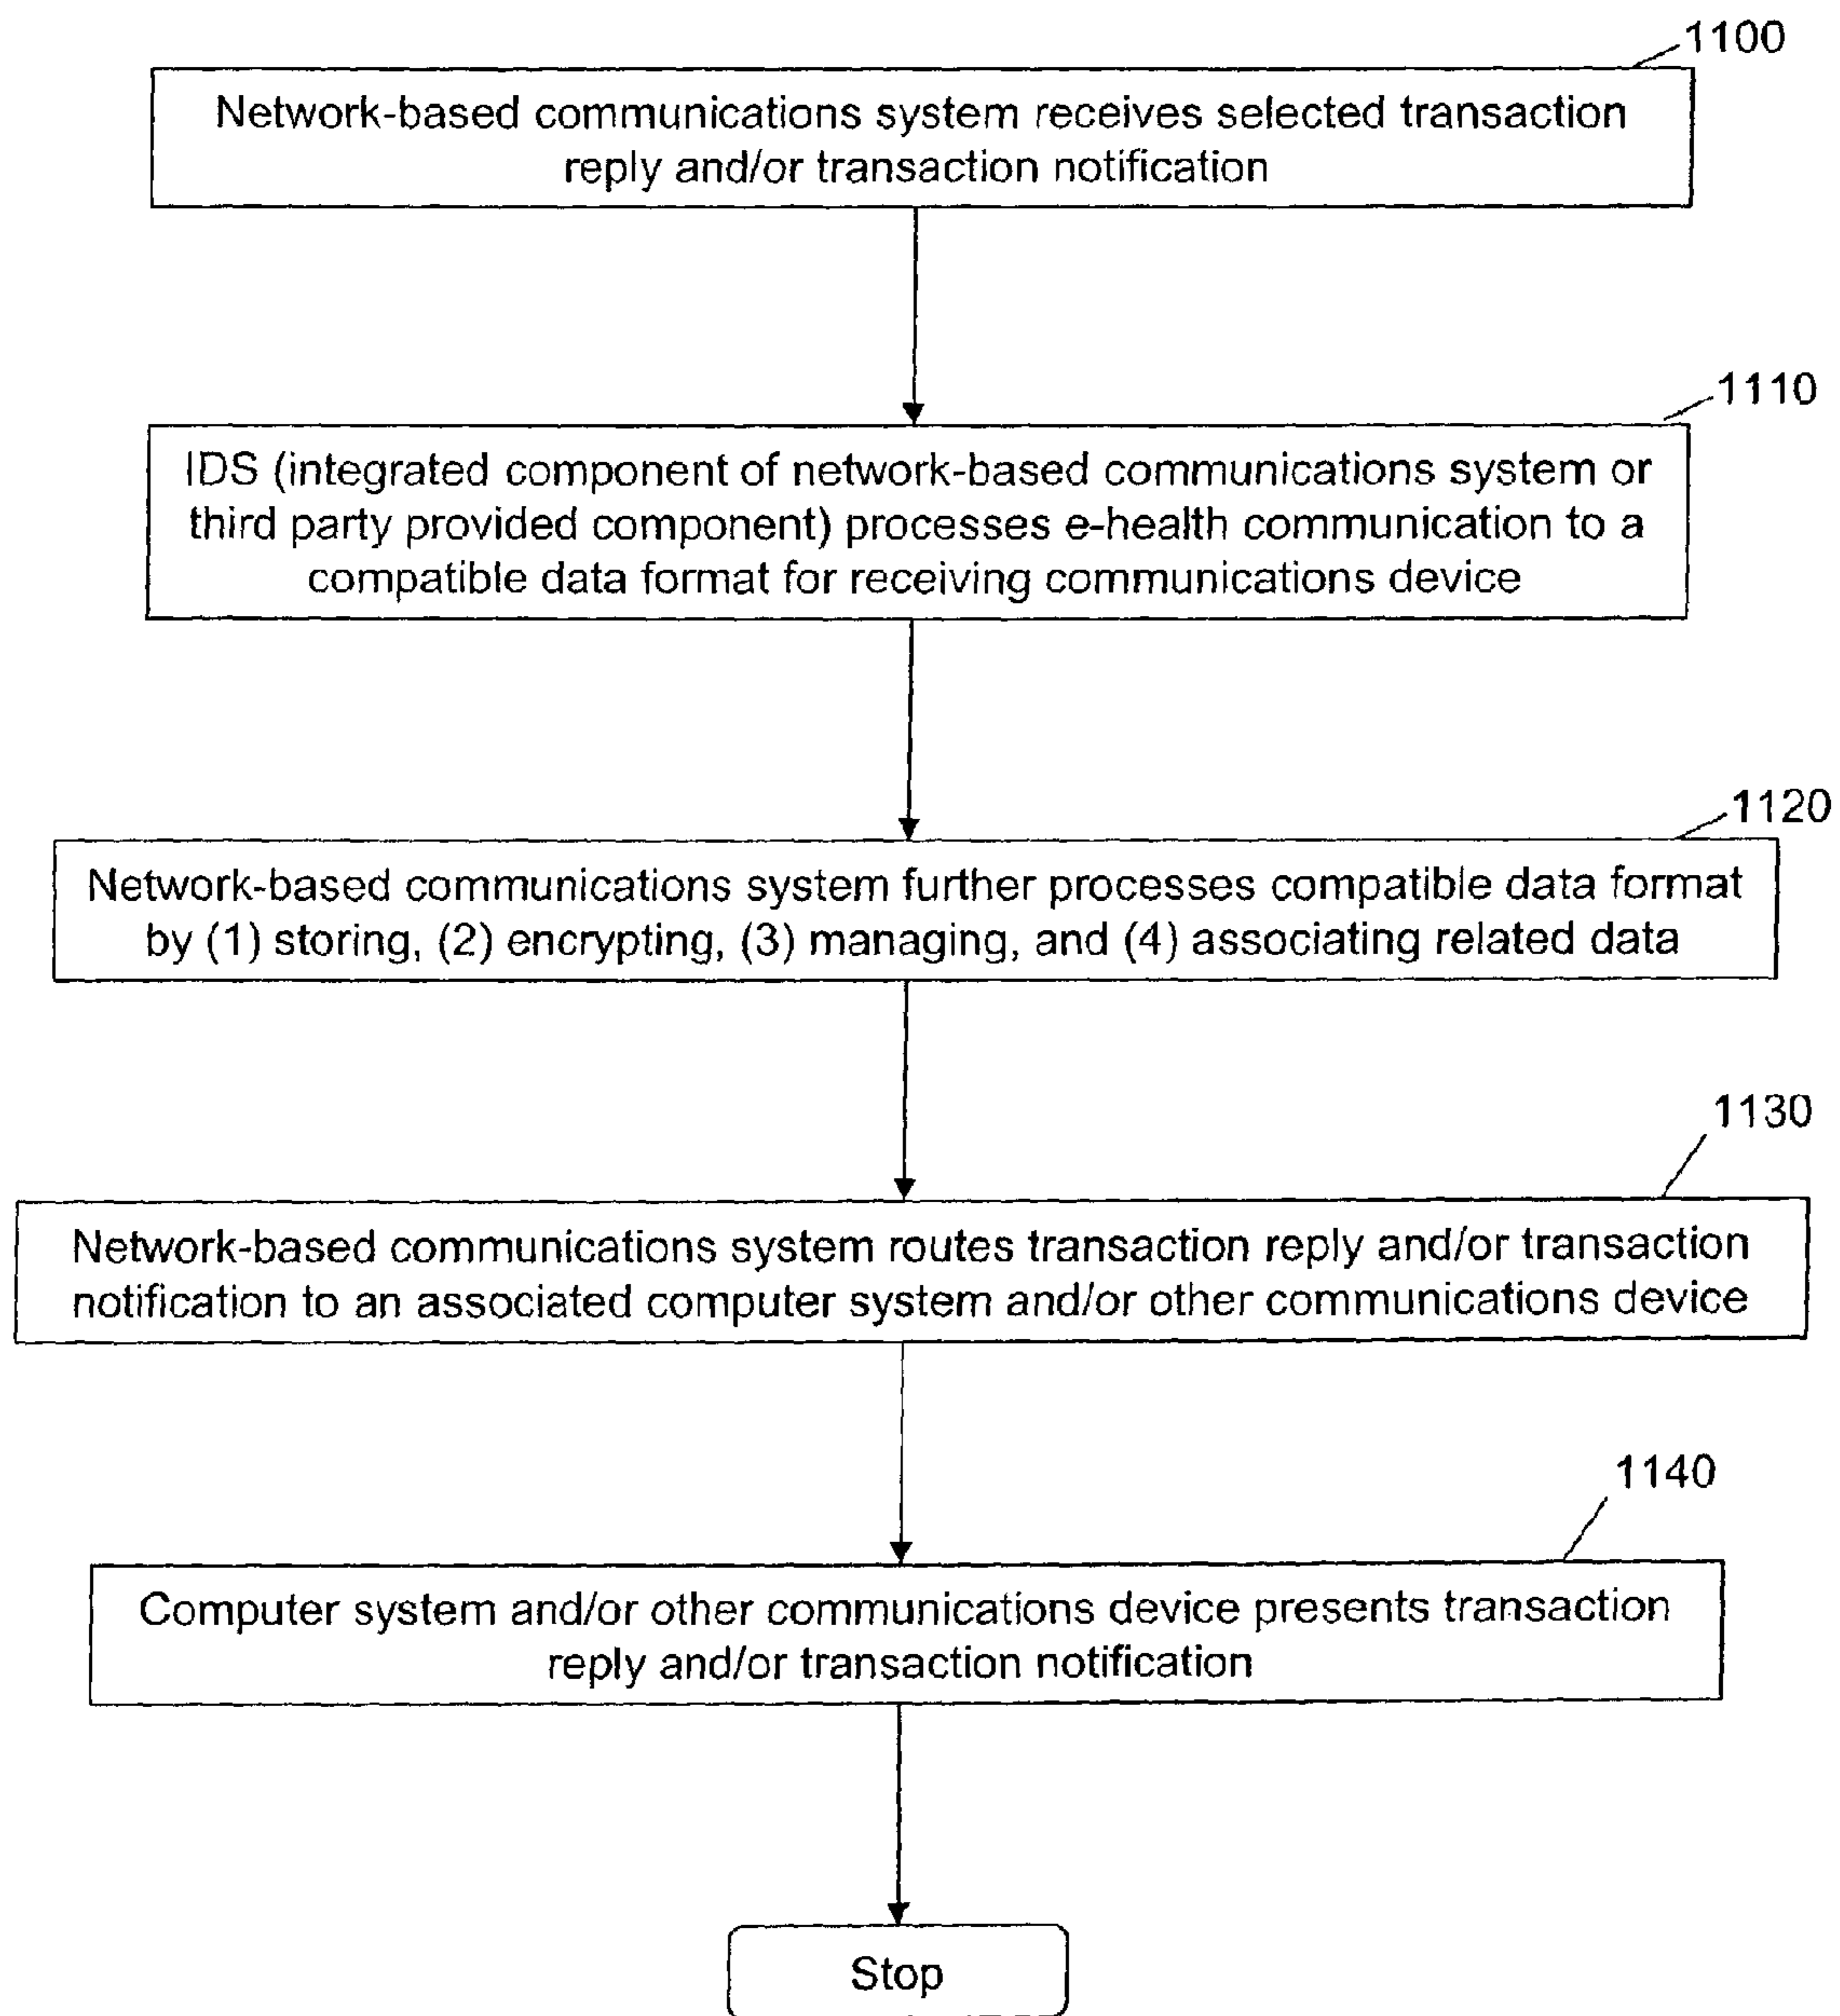 1100
Network-based communications system receives selected transaction
reply and/or transaction notification
1110
IDS (integrated component of network-based communications system or
third party provided component) processes e-health communication to a
compatible data format for receiving communications device
1120
Network-based communications system further processes compatible data format
by (1) storing, (2) encrypting, (3) managing, and (4) associating related data
1130
Network-based communications system routes transaction reply and/or transaction
notification to an associated computer system and/or other communications device
1140
Computer system and/or other communications device presents transaction
reply and/or transaction notification
Stop